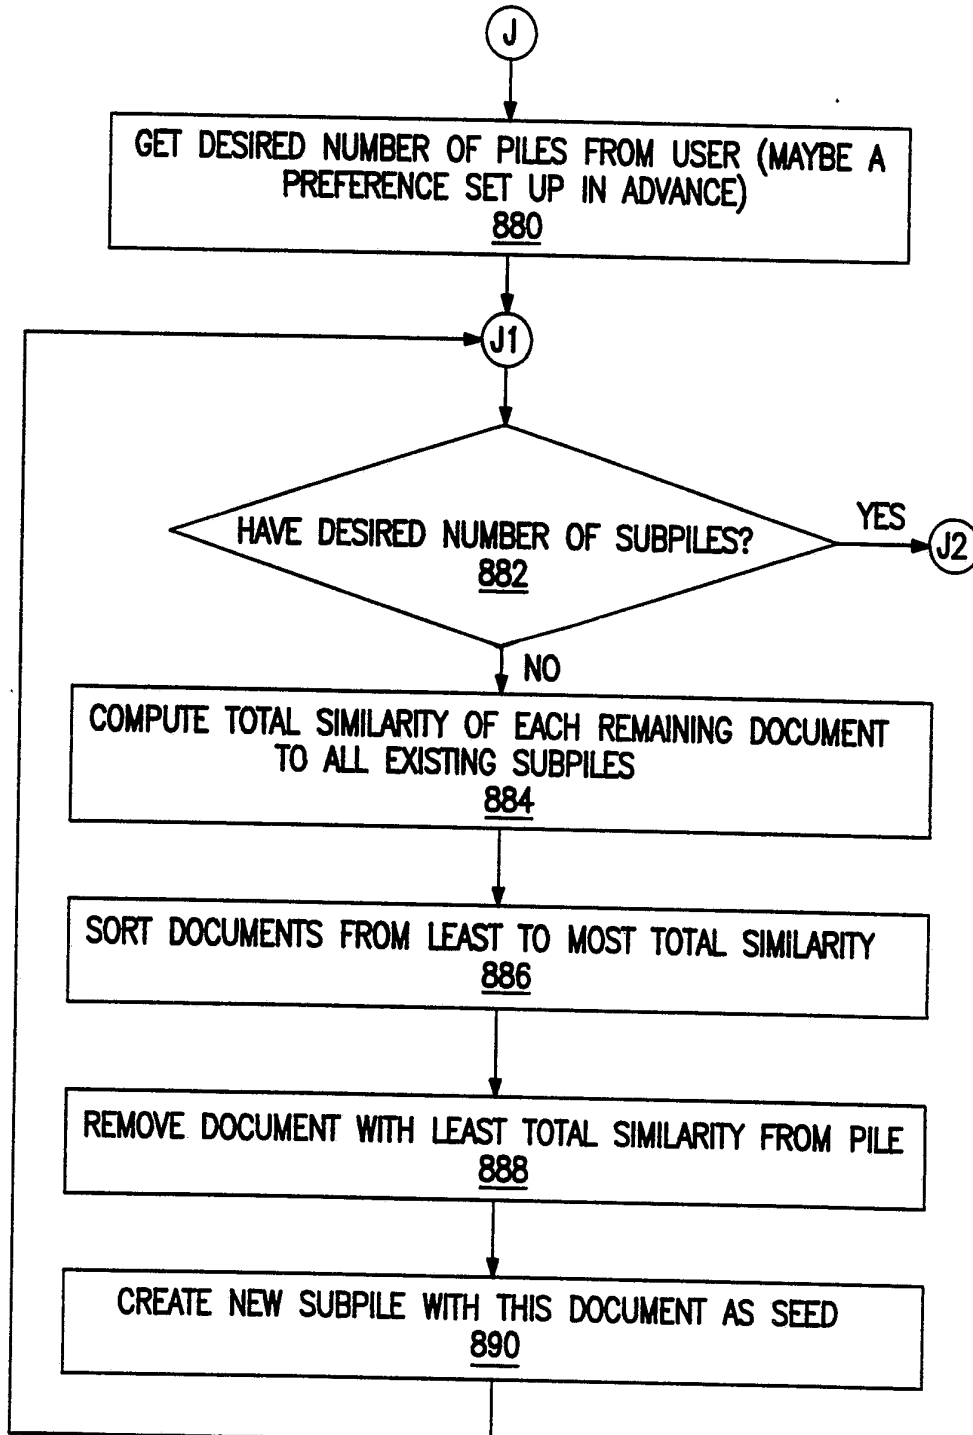 J
GET DESIRED NUMBER OF PILES FROM USER (MAYBE A
PREFERENCE SET UP IN ADVANCE)
880
J1
HAVE DESIRED NUMBER OF SUBPILES?
882
YES
J2
NO
COMPUTE TOTAL SIMILARITY OF EACH REMAINING DOCUMENT
TO ALL EXISTING SUBPILES
884
SORT DOCUMENTS FROM LEAST TO MOST TOTAL SIMILARITY
886
REMOVE DOCUMENT WITH LEAST TOTAL SIMILARITY FROM PILE
888
CREATE NEW SUBPILE WITH THIS DOCUMENT AS SEED
890